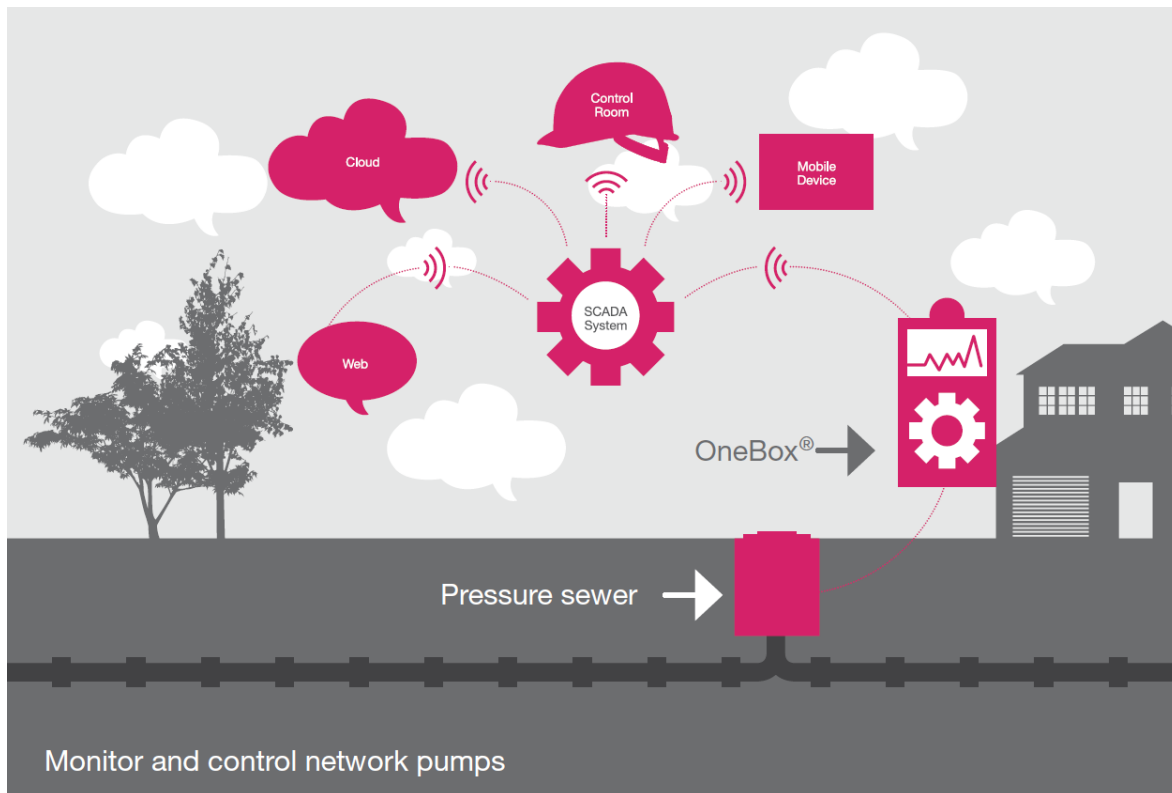 Control
Room
Cloud
Mobile
Device
SCADA
System
Web
OneBox®
Pressure sewer
Monitor and control network pumps